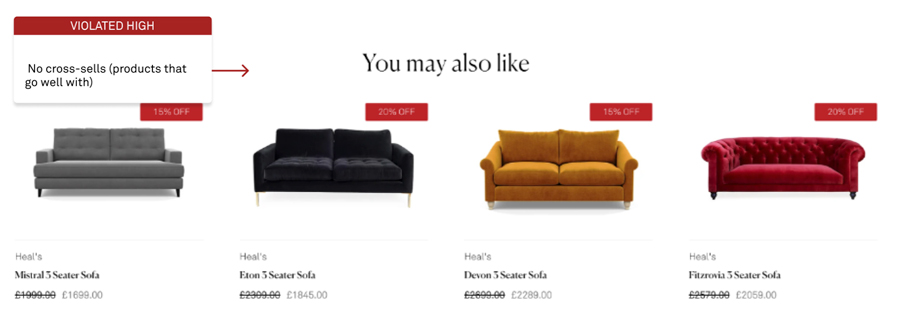 VIOLATED HIGH
No cross-sells (products that
go well with)
You may also like
15% OFF
20% OFF
15% OFF
20% OFF
Heal's
Mistral 3 Seater Sofa
£1999.00 £1699.00
Heal's
Eton 3 Seater Sofa
£2309.00 £1845.00
Heal's
Devon 3 Seater Sofa
£2699.00 £2289.00
Heal's
Fitzrovia 3 Seater Sofa
£2579.00 £2059.00